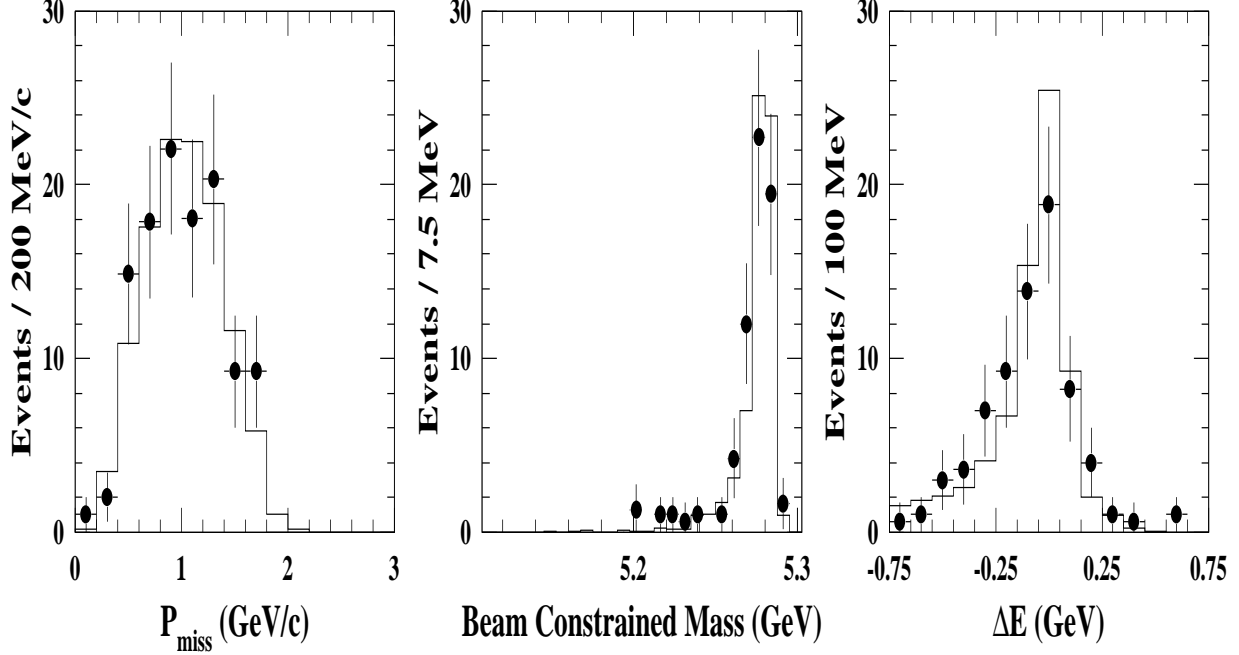 Events / 200 MeV/c
30
20
10
0
0 1 2 3
P_miss (GeV/c)
Events / 7.5 MeV
30
20
10
0
5.2 5.3
Beam Constrained Mass (GeV)
Events / 100 MeV
30
20
10
0
-0.75 -0.25 0.25 0.75
ΔE (GeV)